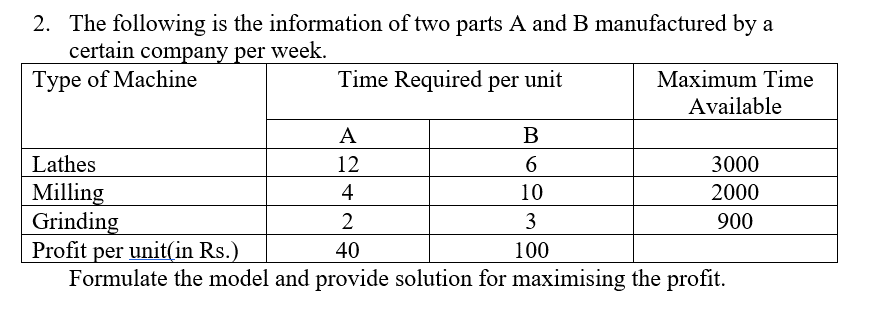 2. The following is the information of two parts A and B manufactured by a
certain company per week.
Type of Machine Time Required per unit Maximum Time
Available
A B
Lathes 12 6 3000
Milling 4 10 2000
Grinding 2 3 900
Profit per unit(in Rs.) 40 100
Formulate the model and provide solution for maximising the profit.